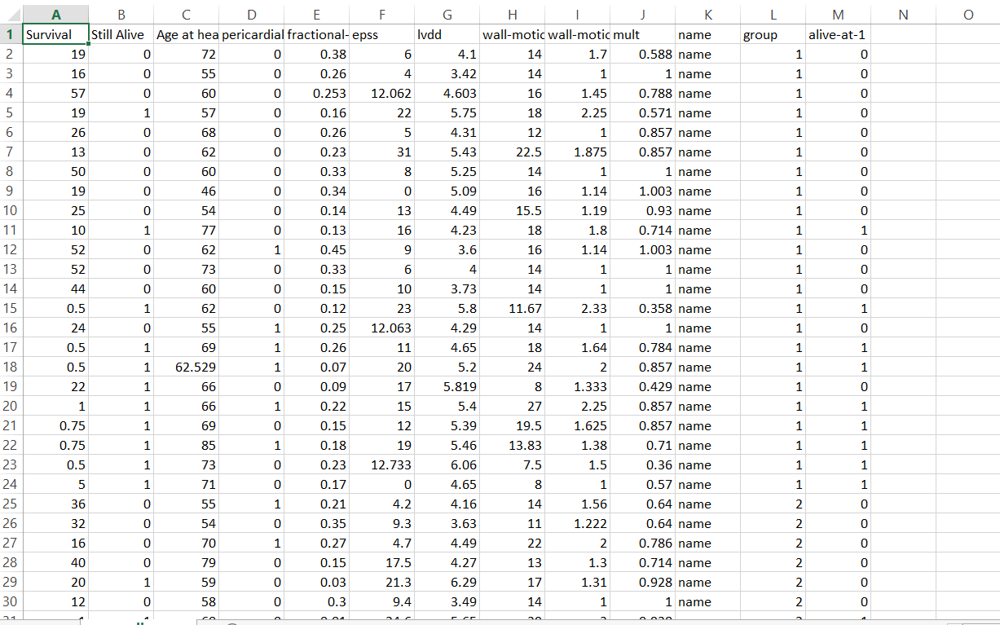 A B C D E F G H I J K L M N O
1 Survival Still Alive Age at hea pericardial fractional- epss lvdd wall-motic wall-motic mult name group alive-at-1
2 19 0 72 0 0.38 6 4.1 14 1.7 0.588 name 1 0
3 16 0 55 0 0.26 4 3.42 14 1 1 name 1 0
4 57 0 60 0 0.253 12.062 4.603 16 1.45 0.788 name 1 0
5 19 1 57 0 0.16 22 5.75 18 2.25 0.571 name 1 0
6 26 0 68 0 0.26 5 4.31 12 1 0.857 name 1 0
7 13 0 62 0 0.23 31 5.43 22.5 1.875 0.857 name 1 0
8 50 0 60 0 0.33 8 5.25 14 1 1 name 1 0
9 19 0 46 0 0.34 0 5.09 16 1.14 1.003 name 1 0
10 25 0 54 0 0.14 13 4.49 15.5 1.19 0.93 name 1 0
11 10 1 77 0 0.13 16 4.23 18 1.8 0.714 name 1 1
12 52 0 62 1 0.45 9 3.6 16 1.14 1.003 name 1 0
13 52 0 73 0 0.33 6 4 14 1 1 name 1 0
14 44 0 60 0 0.15 10 3.73 14 1 1 name 1 0
15 0.5 1 62 0 0.12 23 5.8 11.67 2.33 0.358 name 1 1
16 24 0 55 1 0.25 12.063 4.29 14 1 1 name 1 0
17 0.5 1 69 1 0.26 11 4.65 18 1.64 0.784 name 1 1
18 0.5 1 62.529 1 0.07 20 5.2 24 2 0.857 name 1 1
19 22 1 66 0 0.09 17 5.819 8 1.333 0.429 name 1 0
20 1 1 66 1 0.22 15 5.4 27 2.25 0.857 name 1 1
21 0.75 1 69 0 0.15 12 5.39 19.5 1.625 0.857 name 1 1
22 0.75 1 85 1 0.18 19 5.46 13.83 1.38 0.71 name 1 1
23 0.5 1 73 0 0.23 12.733 6.06 7.5 1.5 0.36 name 1 1
24 5 1 71 0 0.17 0 4.65 8 1 0.57 name 1 1
25 36 0 55 1 0.21 4.2 4.16 14 1.56 0.64 name 2 0
26 32 0 54 0 0.35 9.3 3.63 11 1.222 0.64 name 2 0
27 16 0 70 1 0.27 4.7 4.49 22 2 0.786 name 2 0
28 40 0 79 0 0.15 17.5 4.27 13 1.3 0.714 name 2 0
29 20 1 59 0 0.03 21.3 6.29 17 1.31 0.928 name 2 0
30 12 0 58 0 0.3 9.4 3.49 14 1 1 name 2 0